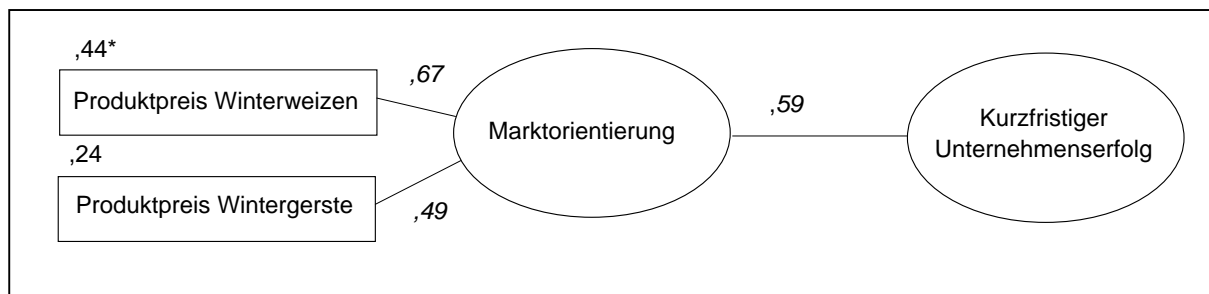 ,44*
Produktpreis Winterweizen
,67
,24
Produktpreis Wintergerste
,49
Marktorientierung
,59
Kurzfristiger
Unternehmenserfolg